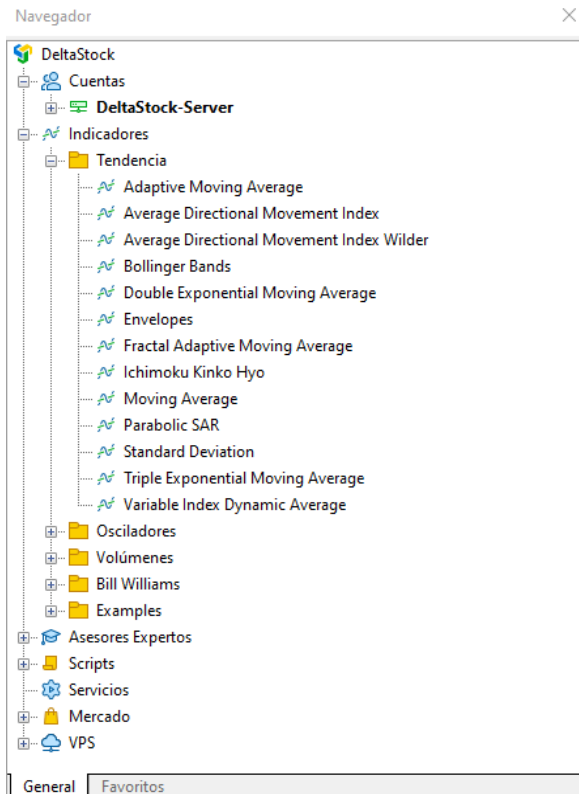 Navegador
DeltaStock
Cuentas
DeltaStock-Server
Indicadores
Tendencia
Adaptive Moving Average
Average Directional Movement Index
Average Directional Movement Index Wilder
Bollinger Bands
Double Exponential Moving Average
Envelopes
Fractal Adaptive Moving Average
Ichimoku Kinko Hyo
Moving Average
Parabolic SAR
Standard Deviation
Triple Exponential Moving Average
Variable Index Dynamic Average
Osciladores
Volúmenes
Bill Williams
Examples
Asesores Expertos
Scripts
Servicios
Mercado
VPS
General Favoritos